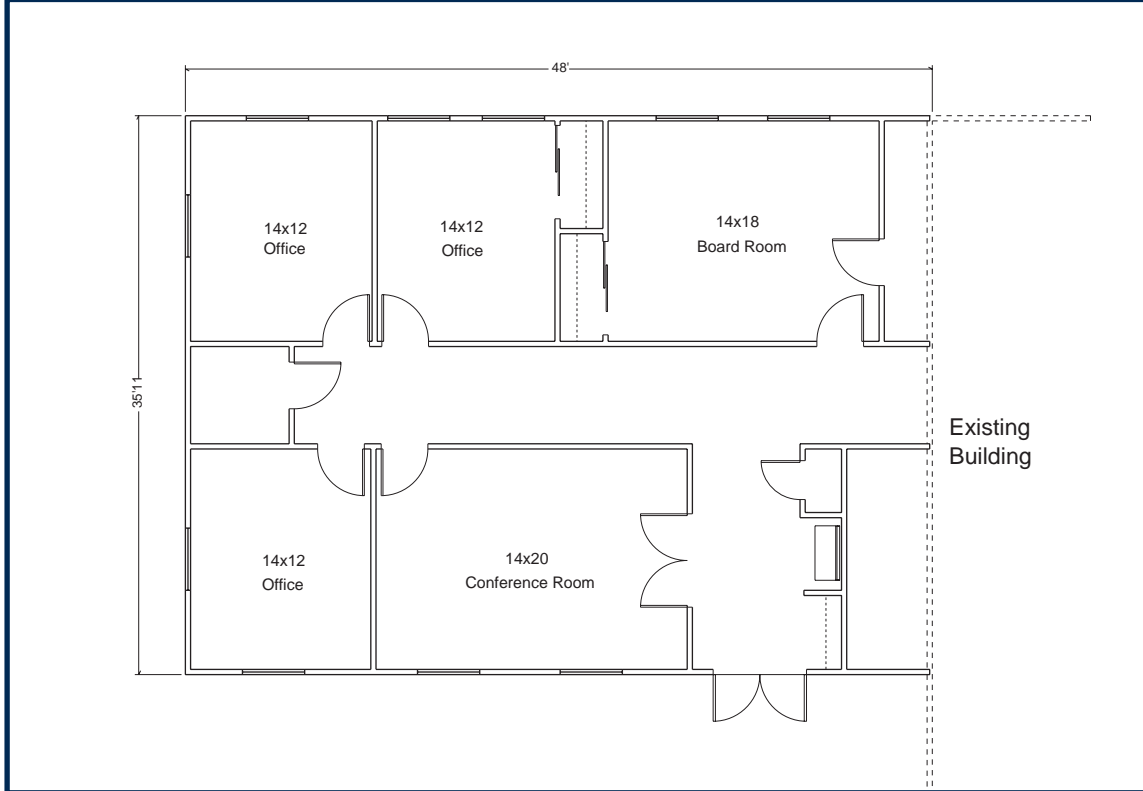 48'
35'11
14x12
Office
14x12
Office
14x18
Board Room
Existing
Building
14x12
Office
14x20
Conference Room